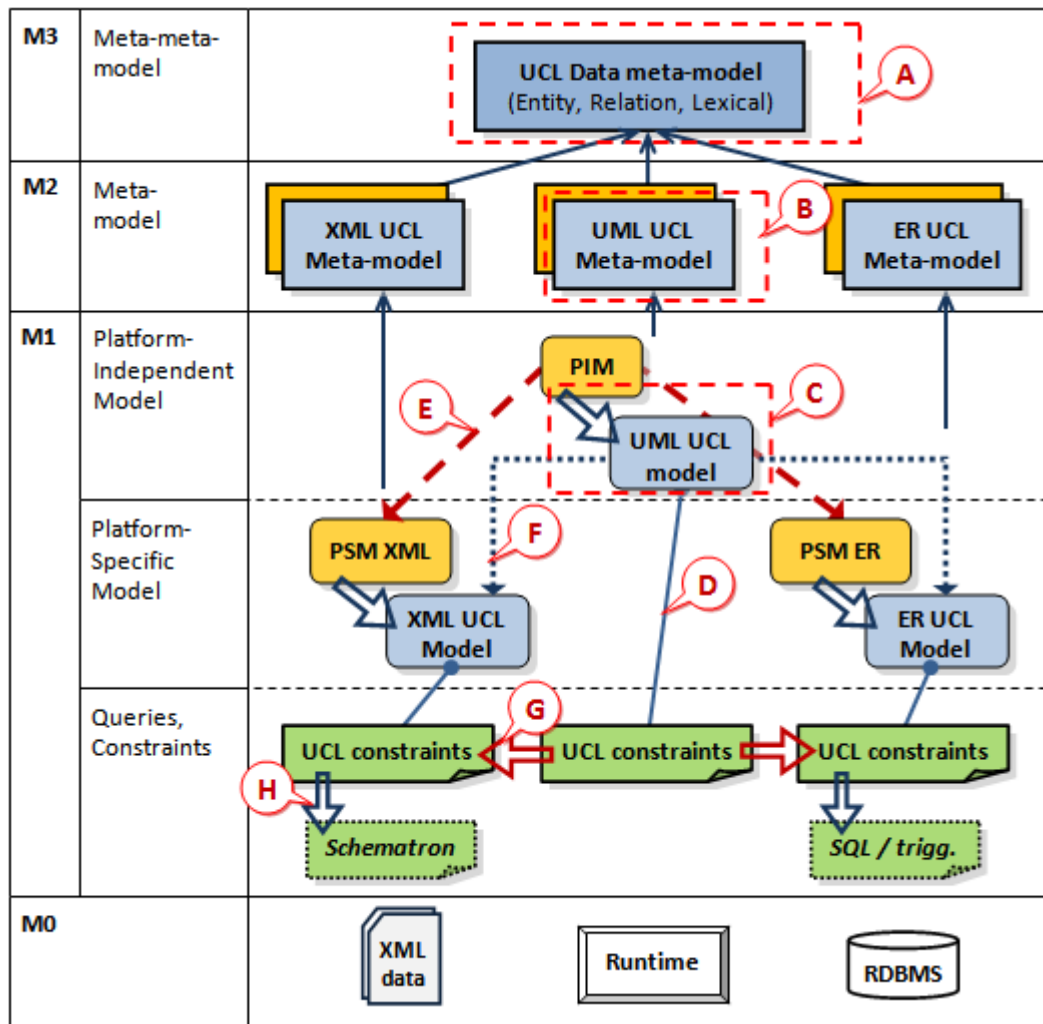 M3
Meta-meta-
model
UCL Data meta-model
(Entity, Relation, Lexical)
A
M2
Meta-
model
XML UCL
Meta-model
UML UCL
Meta-model
B
ER UCL
Meta-model
M1
Platform-
Independent
Model
PIM
E
C
UML UCL
model
Platform-
Specific
Model
PSM XML
F
PSM ER
D
XML UCL
Model
ER UCL
Model
Queries,
Constraints
G
UCL constraints
UCL constraints
UCL constraints
H
Schematron
SQL / trigg.
M0
XML
data
Runtime
RDBMS